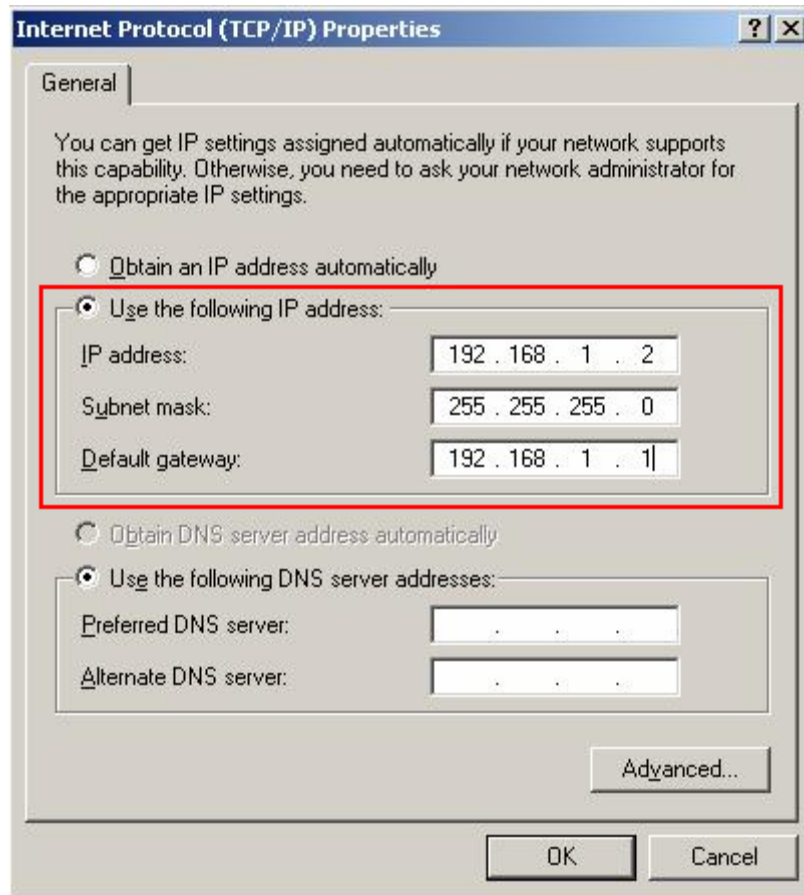 Internet Protocol (TCP/IP) Properties
General
You can get IP settings assigned automatically if your network supports
this capability. Otherwise, you need to ask your network administrator for
the appropriate IP settings.
Obtain an IP address automatically
Use the following IP address:
IP address: 192 . 168 . 1 . 2
Subnet mask: 255 . 255 . 255 . 0
Default gateway: 192 . 168 . 1 . 1
Obtain DNS server address automatically
Use the following DNS server addresses:
Preferred DNS server: . . .
Alternate DNS server: . . .
Advanced...
OK Cancel